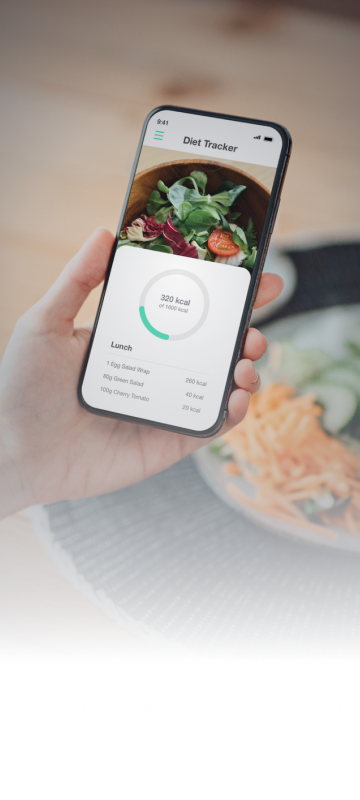 9:41
Diet Tracker
320 kcal
of 1600 kcal
Lunch
1 Egg Salad Wrap 260 kcal
80g Green Salad 40 kcal
100g Cherry Tomato 20 kcal